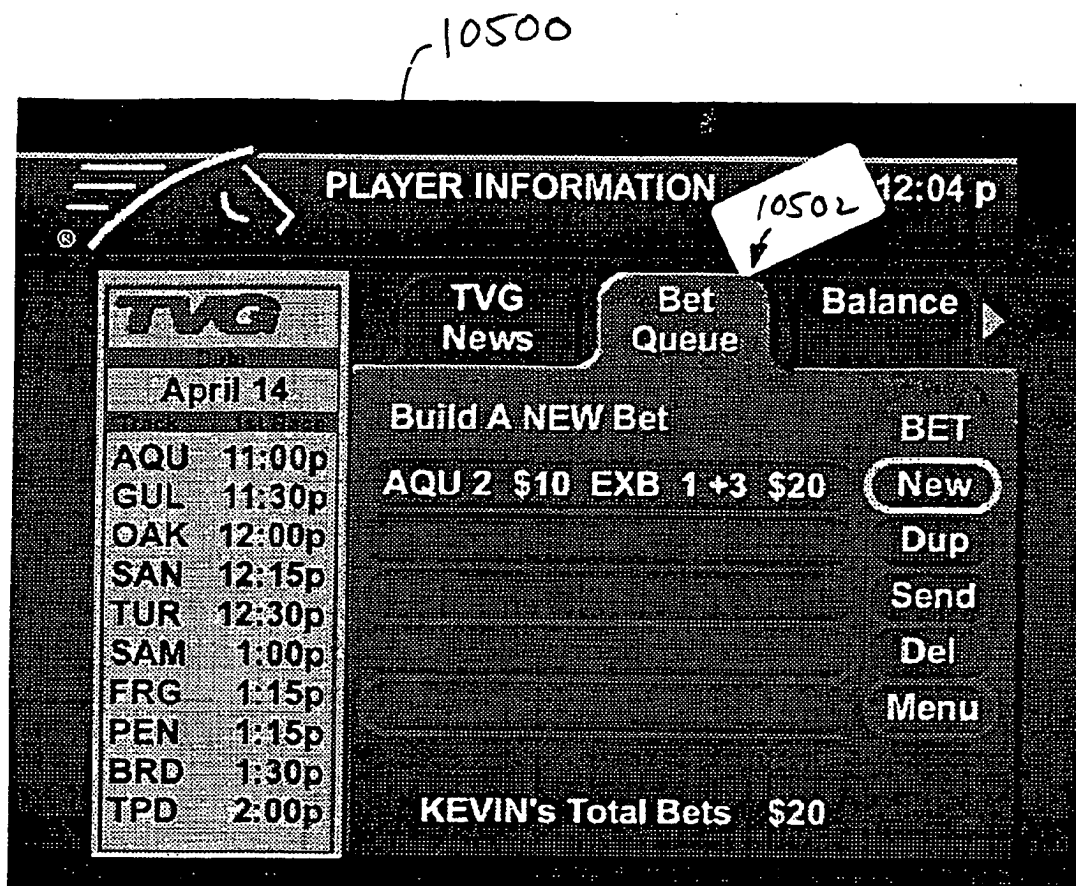 10500
PLAYER INFORMATION
12:04 p
10502
®
TVG
TVG
News
Bet
Queue
Balance
April 14
Track 1st Race
AQU 11:00p
GUL 11:30p
OAK 12:00p
SAN 12:15p
TUR 12:30p
SAM 1:00p
FRG 1:15p
PEN 1:15p
BRD 1:30p
TPD 2:00p
Build A NEW Bet
AQU 2 $10 EXB 1 +3 $20
KEVIN's Total Bets $20
BET
New
Dup
Send
Del
Menu